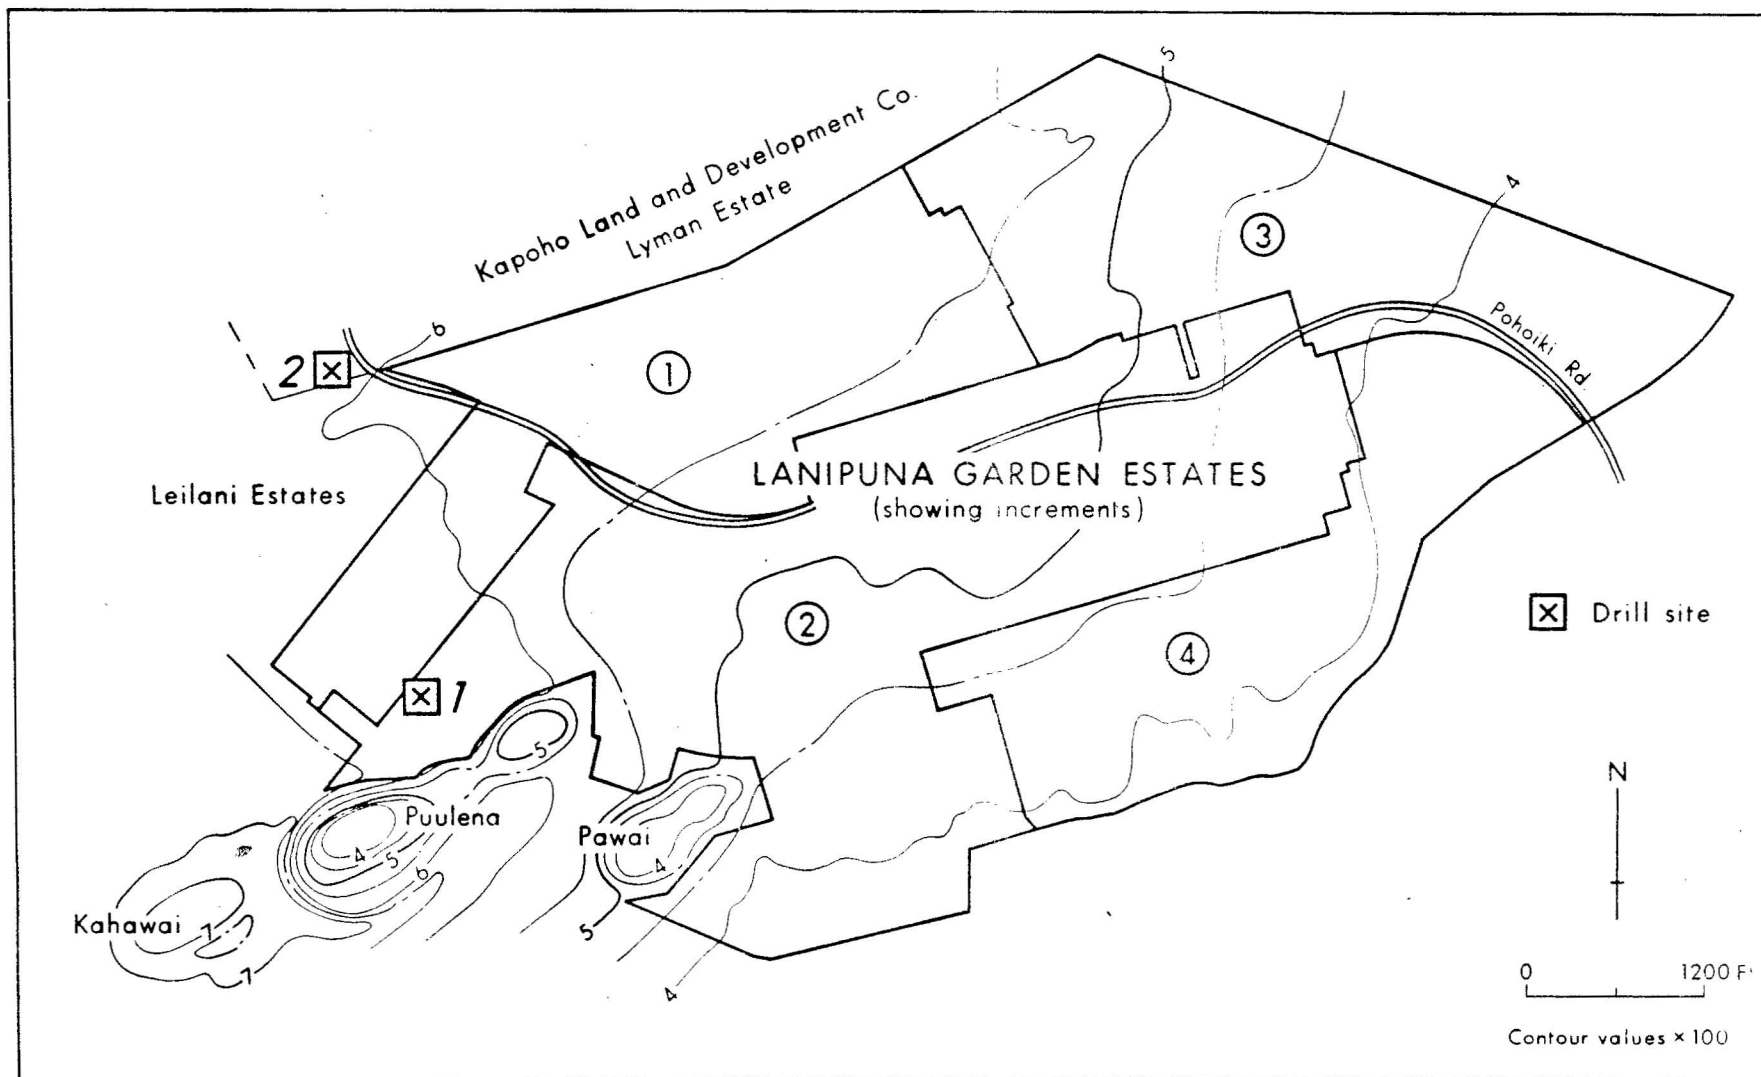 5
Kapoho Land and Development Co.
Lyman Estate
4
3
6
2
1
Pohoiki Rd.
Leilani Estates
LANIPUNA GARDEN ESTATES
(showing increments)
2
4
Drill site
1
5
N
Puulena
Pawai
4
5
6
4
Kahawai
7
5
7
4
0
1200 F
Contour values × 100